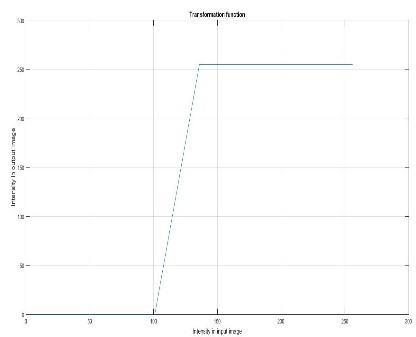 Transformation function
300
250
200
150
100
50
0
Intensity in output image
0 50 100 150 200 250 300
Intensity in input image